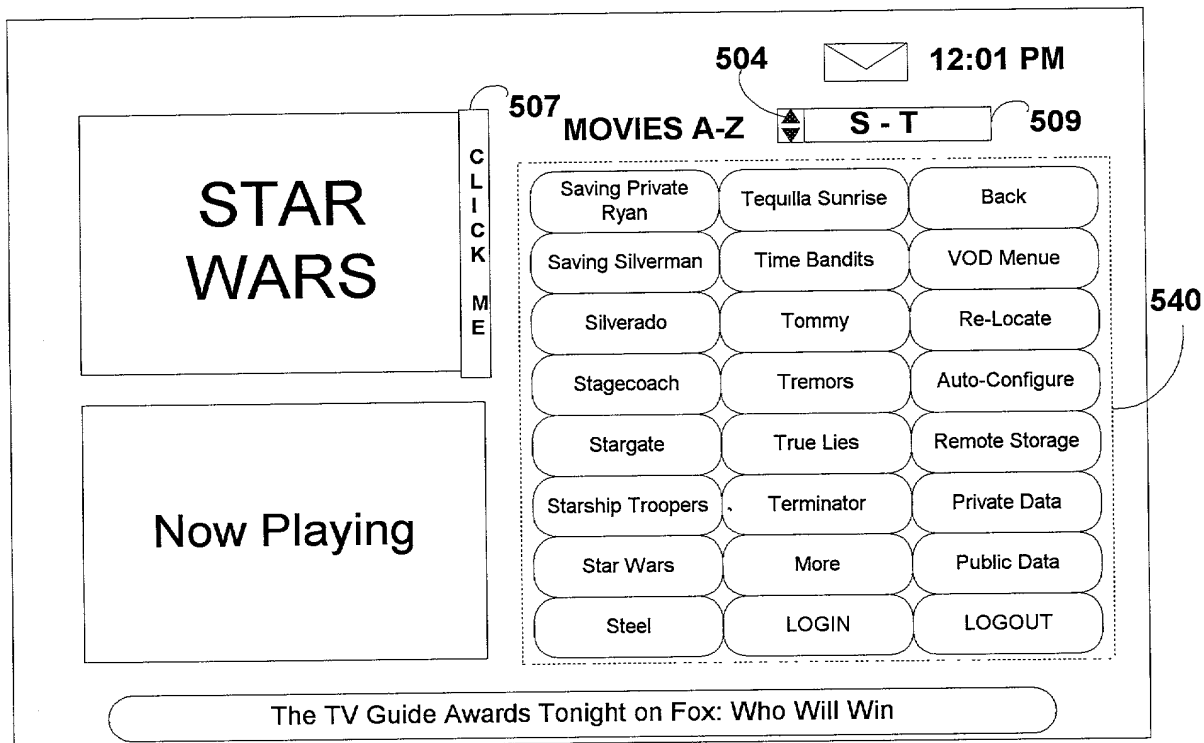 504
12:01 PM
507
MOVIES A-Z
S - T
509
STAR
WARS
CLICK ME
Saving Private
Ryan
Tequilla Sunrise
Back
Saving Silverman
Time Bandits
VOD Menue
540
Silverado
Tommy
Re-Locate
Stagecoach
Tremors
Auto-Configure
Stargate
True Lies
Remote Storage
Now Playing
Starship Troopers
Terminator
Private Data
Star Wars
More
Public Data
Steel
LOGIN
LOGOUT
The TV Guide Awards Tonight on Fox: Who Will Win